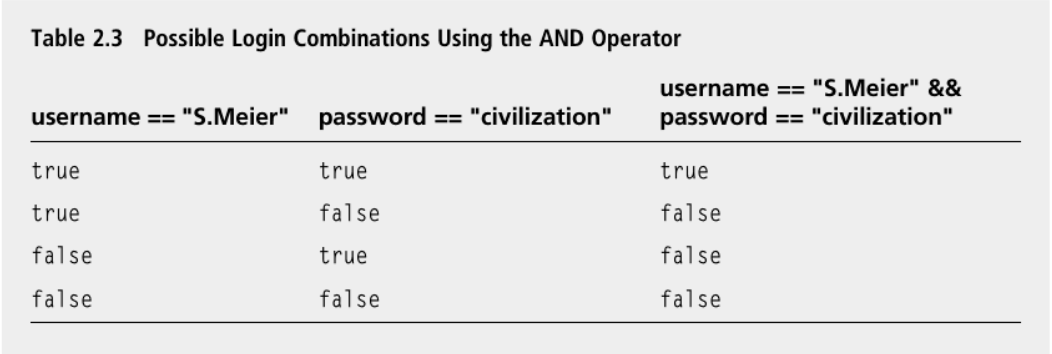 Table 2.3 Possible Login Combinations Using the AND Operator
username == "S.Meier" password == "civilization" username == "S.Meier" && password == "civilization"
true true true
true false false
false true false
false false false